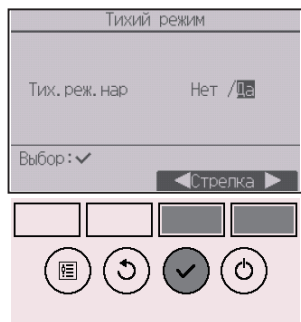 Тихий режим
Тих.реж.нар Нет /Да
Выбор:✓
◀Стрелка ▶